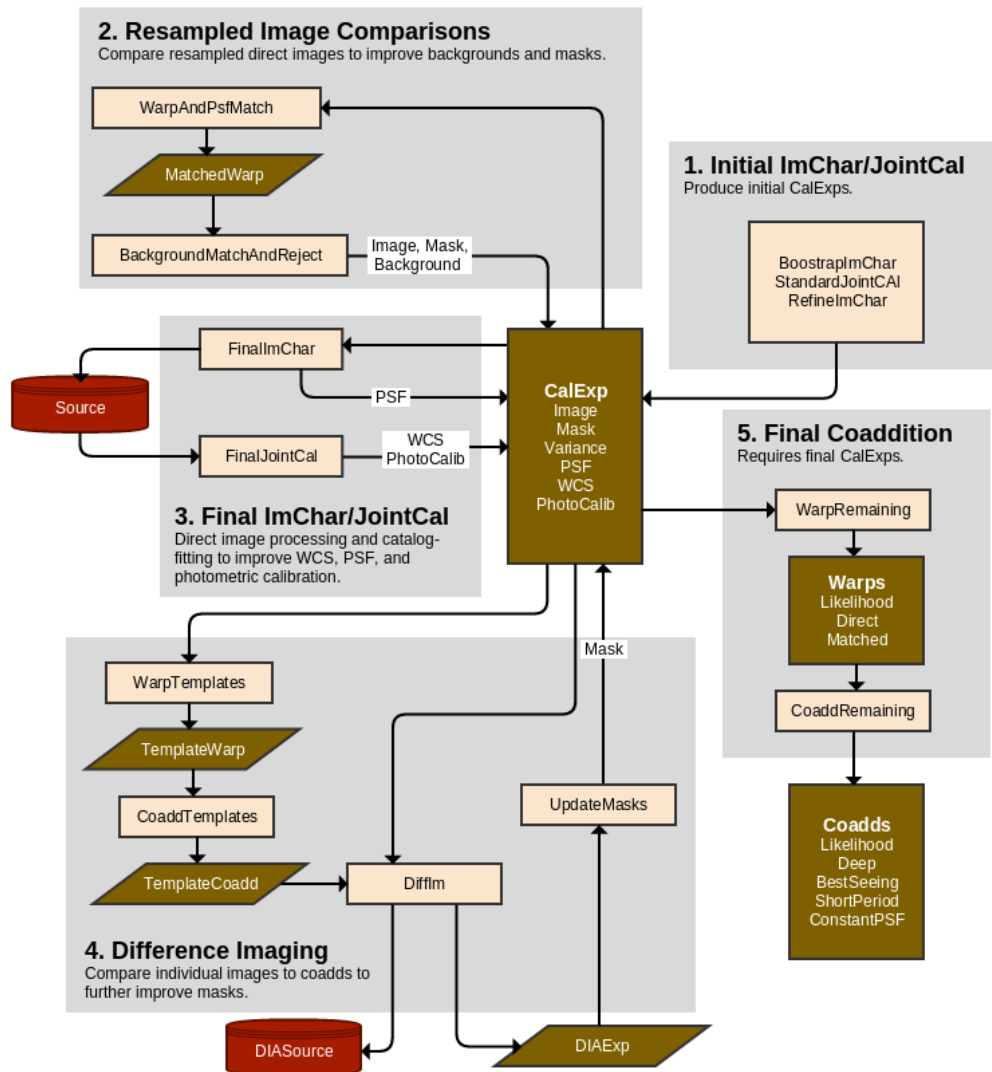 2. Resampled Image Comparisons
Compare resampled direct images to improve backgrounds and masks.
WarpAndPsfMatch
MatchedWarp
BackgroundMatchAndReject
Image, Mask,
Background
1. Initial ImChar/JointCal
Produce initial CalExps.
BoostrapImChar
StandardJointCAl
RefineImChar
FinalImChar
PSF
Source
FinalJointCal
WCS
PhotoCalib
3. Final ImChar/JointCal
Direct image processing and catalog-
fitting to improve WCS, PSF, and
photometric calibration.
CalExp
Image
Mask
Variance
PSF
WCS
PhotoCalib
5. Final Coaddition
Requires final CalExps.
WarpRemaining
Warps
Likelihood
Direct
Matched
CoaddRemaining
Coadds
Likelihood
Deep
BestSeeing
ShortPeriod
ConstantPSF
Mask
WarpTemplates
TemplateWarp
CoaddTemplates
TemplateCoadd
DiffIm
UpdateMasks
4. Difference Imaging
Compare individual images to coadds to
further improve masks.
DIASource
DIAExp